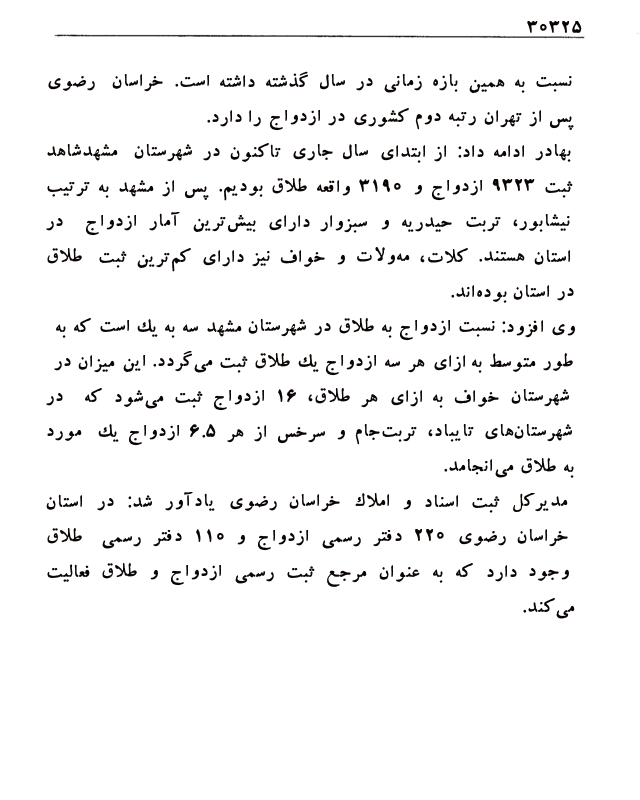 ۳۰۳۲۵
نسبت به همین بازه زمانی در سال گذشته داشته است. خراسان رضوی
پس از تهران رتبه دوم کشوری در ازدواج را دارد.
بهادر ادامه داد: از ابتدای سال جاری تاکنون در شهرستان مشهدشاهد
ثبت ۹۳۲۳ ازدواج و ۳۱۹۰ واقعه طلاق بودیم. پس از مشهد به ترتیب
نیشابور، تربت حیدریه و سبزوار دارای بیش‌ترین آمار ازدواج در
استان هستند. کلات، مه‌ولات و خواف نیز دارای کم‌ترین ثبت طلاق
در استان بوده‌اند.
وی افزود: نسبت ازدواج به طلاق در شهرستان مشهد سه به یك است که به
طور متوسط به ازای هر سه ازدواج یك طلاق ثبت می‌گردد. این میزان در
شهرستان خواف به ازای هر طلاق، ۱۶ ازدواج ثبت می‌شود که در
شهرستان‌های تایباد، تربت‌جام و سرخس از هر ۶.۵ ازدواج یك مورد
به طلاق می‌انجامد.
مدیرکل ثبت اسناد و املاك خراسان رضوی یادآور شد: در استان
خراسان رضوی ۲۲۰ دفتر رسمی ازدواج و ۱۱۰ دفتر رسمی طلاق
وجود دارد که به عنوان مرجع ثبت رسمی ازدواج و طلاق فعالیت
می‌کند.